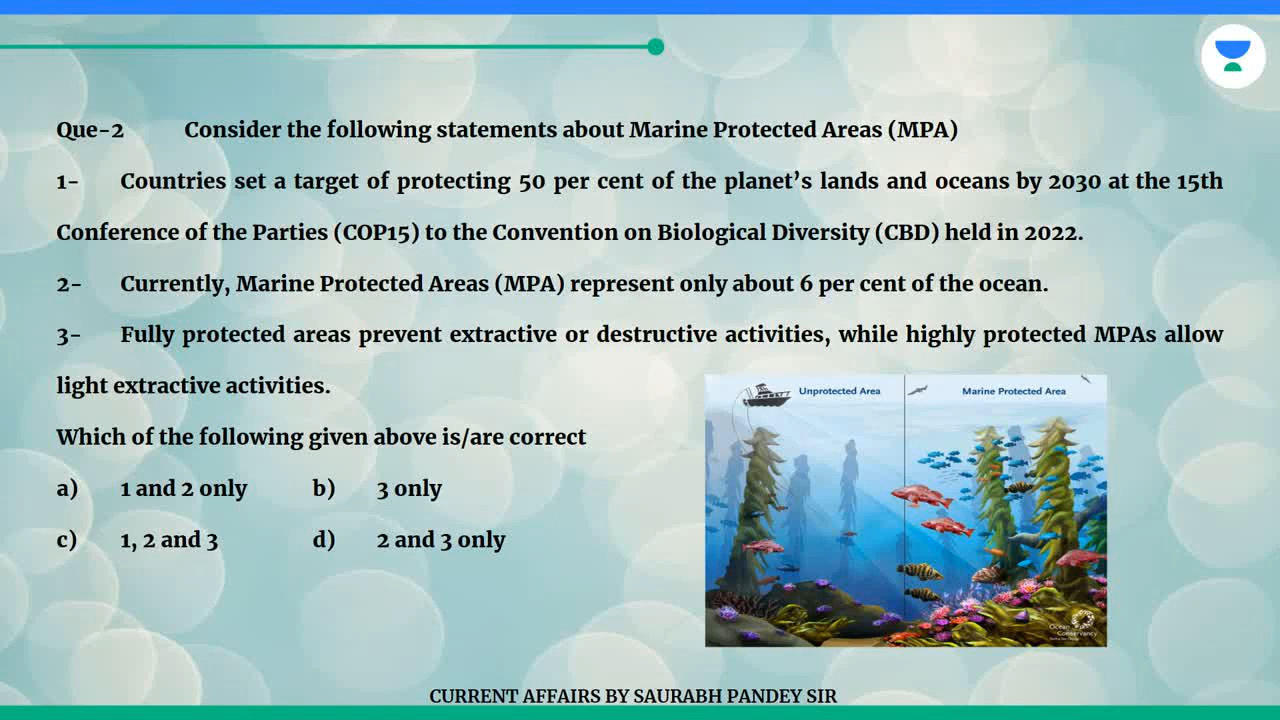 Que-2 Consider the following statements about Marine Protected Areas (MPA)
1- Countries set a target of protecting 50 per cent of the planet’s lands and oceans by 2030 at the 15th
Conference of the Parties (COP15) to the Convention on Biological Diversity (CBD) held in 2022.
2- Currently, Marine Protected Areas (MPA) represent only about 6 per cent of the ocean.
3- Fully protected areas prevent extractive or destructive activities, while highly protected MPAs allow
light extractive activities.
Unprotected Area Marine Protected Area
Which of the following given above is/are correct
a) 1 and 2 only b) 3 only
c) 1, 2 and 3 d) 2 and 3 only
Ocean
Conservancy
CURRENT AFFAIRS BY SAURABH PANDEY SIR